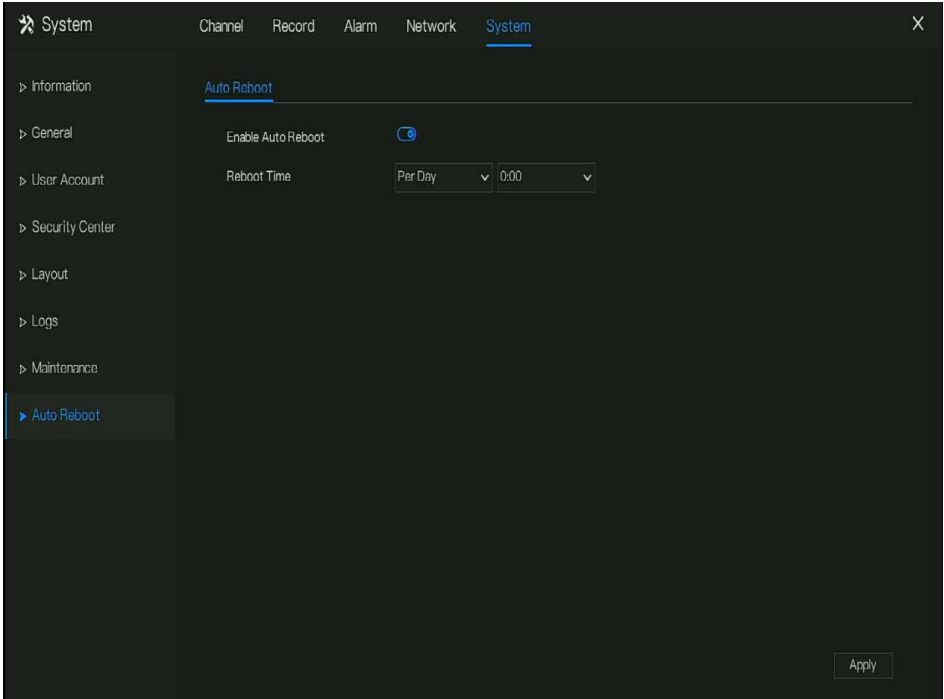 System Channel Record Alarm Network System X
Information
Auto Reboot
General
Enable Auto Reboot
User Account
Reboot Time Per Day 0:00
Security Center
Layout
Logs
Maintenance
Auto Reboot
Apply